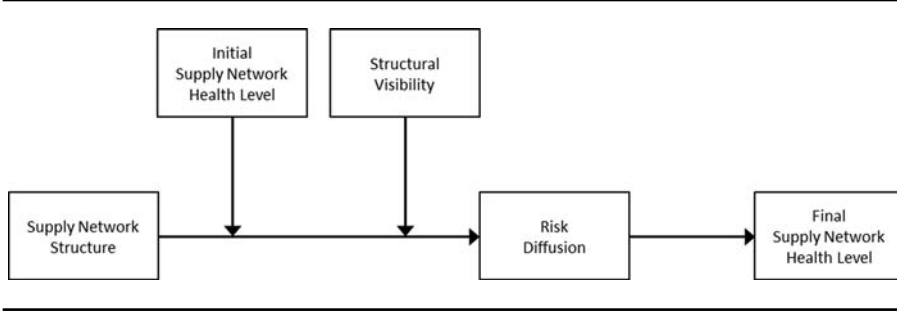 Initial
Supply Network
Health Level
Structural
Visibility
Supply Network
Structure
Risk
Diffusion
Final
Supply Network
Health Level